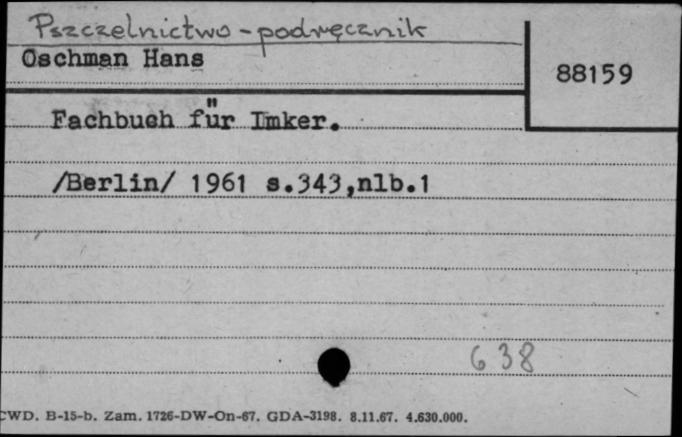 Pszczelnictwo - podręcznik
Oschman Hans
88159
Fachbuch für Imker.
/Berlin/ 1961 s.343,nlb.1
638
CWD. B-15-b. Zam. 1726-DW-On-67. GDA-3198. 8.11.67. 4.630.000.